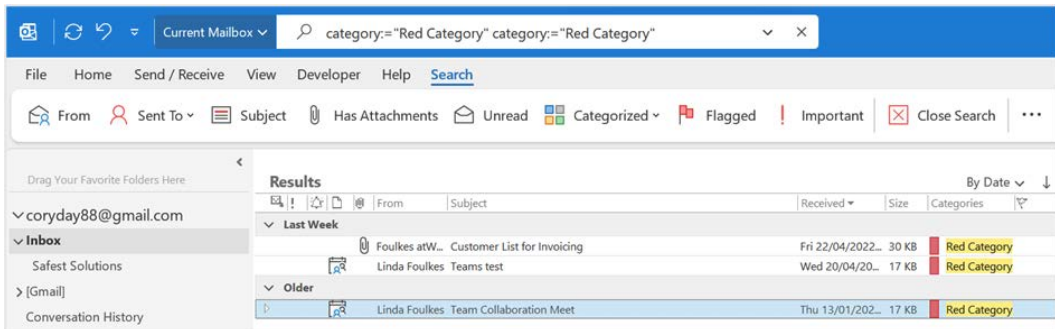 Current Mailbox category:="Red Category" category:="Red Category"
File Home Send / Receive View Developer Help Search
From Sent To Subject Has Attachments Unread Categorized Flagged Important Close Search ...
Drag Your Favorite Folders Here
Results By Date
From Subject Received Size Categories
coryday88@gmail.com
Last Week
Inbox
Foulkes atW... Customer List for Invoicing Fri 22/04/2022... 30 KB Red Category
Safest Solutions
Linda Foulkes Teams test Wed 20/04/20... 17 KB Red Category
[Gmail]
Older
Conversation History
Linda Foulkes Team Collaboration Meet Thu 13/01/202... 17 KB Red Category